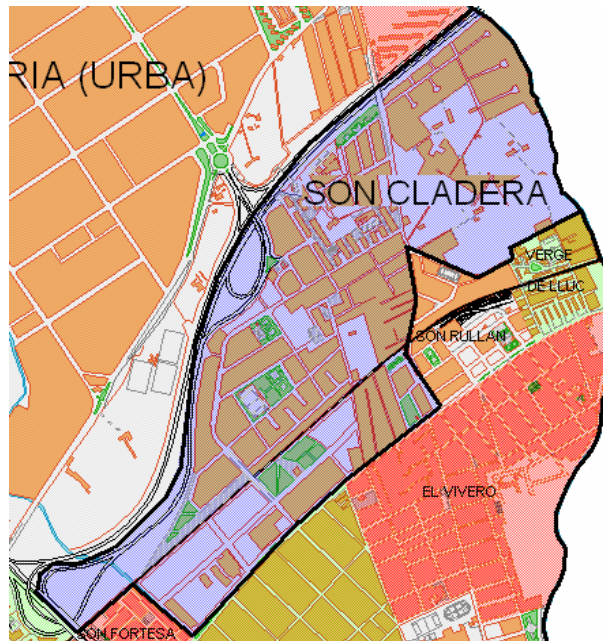 RIA (URBA)
SON CLADERA
VERGE
DE LLUC
SON RULLAN
EL VIVERO
SON FORTESA